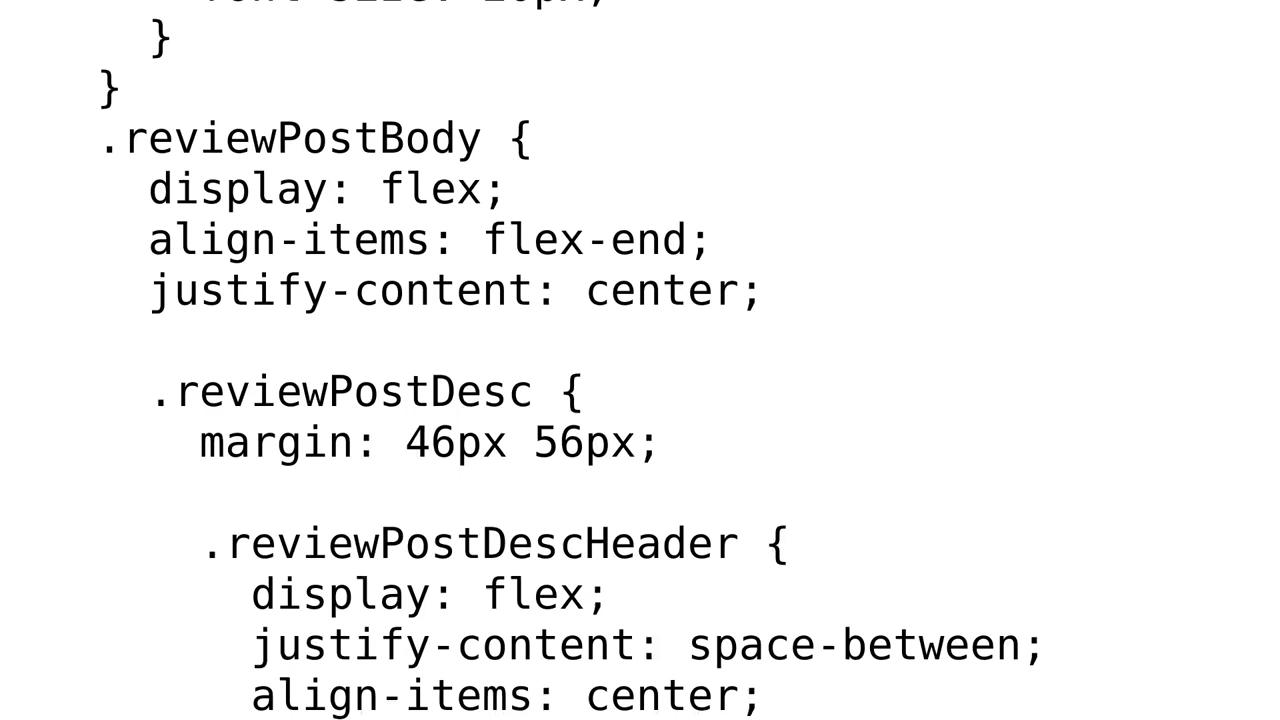 }
}
.reviewPostBody {
display: flex;
align-items: flex-end;
justify-content: center;
.reviewPostDesc {
margin: 46px 56px;
.reviewPostDescHeader {
display: flex;
justify-content: space-between;
align-items: center;